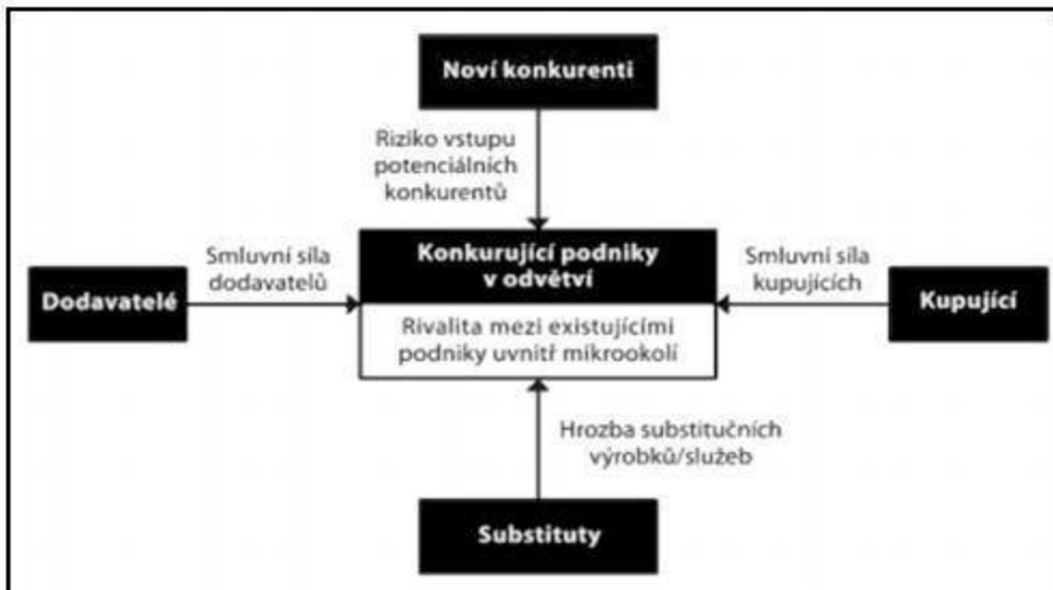 Noví konkurenti
Riziko vstupu
potenciálních
konkurentů
Smluvní síla
dodavatelů
Dodavatelé
Konkurující podniky
v odvětví
Rivalita mezi existujícími
podniky uvnitř mikrookolí
Smluvní síla
kupujících
Kupující
Hrozba substitučních
výrobků/služeb
Substituty